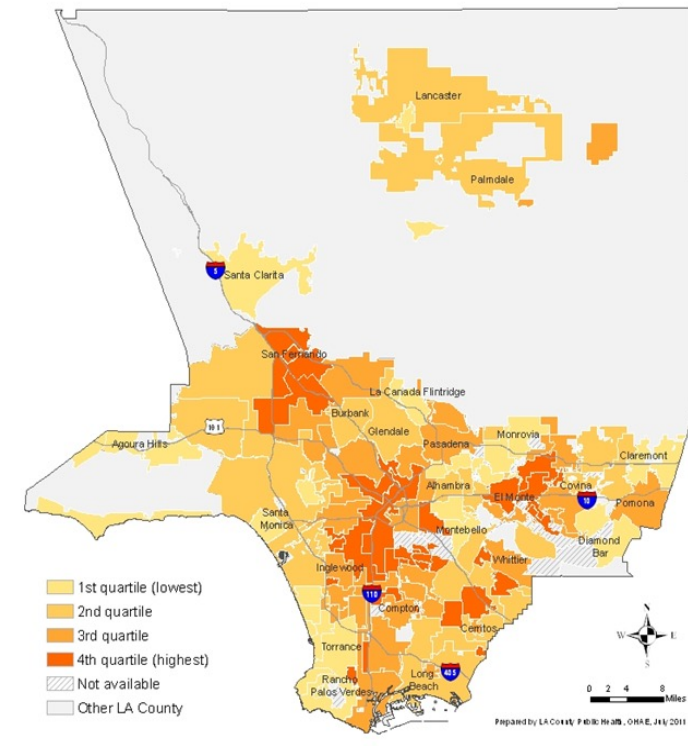 Lancaster
Palmdale
5
Santa Clarita
San Fernando
La Canada Flintridge
Burbank
101
Glendale
Monrovia
Agoura Hills
Pasadena
Claremont
Alhambra
El Monte
Covina
10
Pomona
Santa
Monica
Montebello
Diamond
Bar
Whittier
Inglewood
110
Compton
Cerritos
Torrance
Rancho
Palos Verdes
Long
Beach
405
1st quartile (lowest)
2nd quartile
3rd quartile
4th quartile (highest)
Not available
Other LA County
N
W
E
S
0 2 4 8
Miles
Prepared by LA County Public Health, OHAE, July 2011